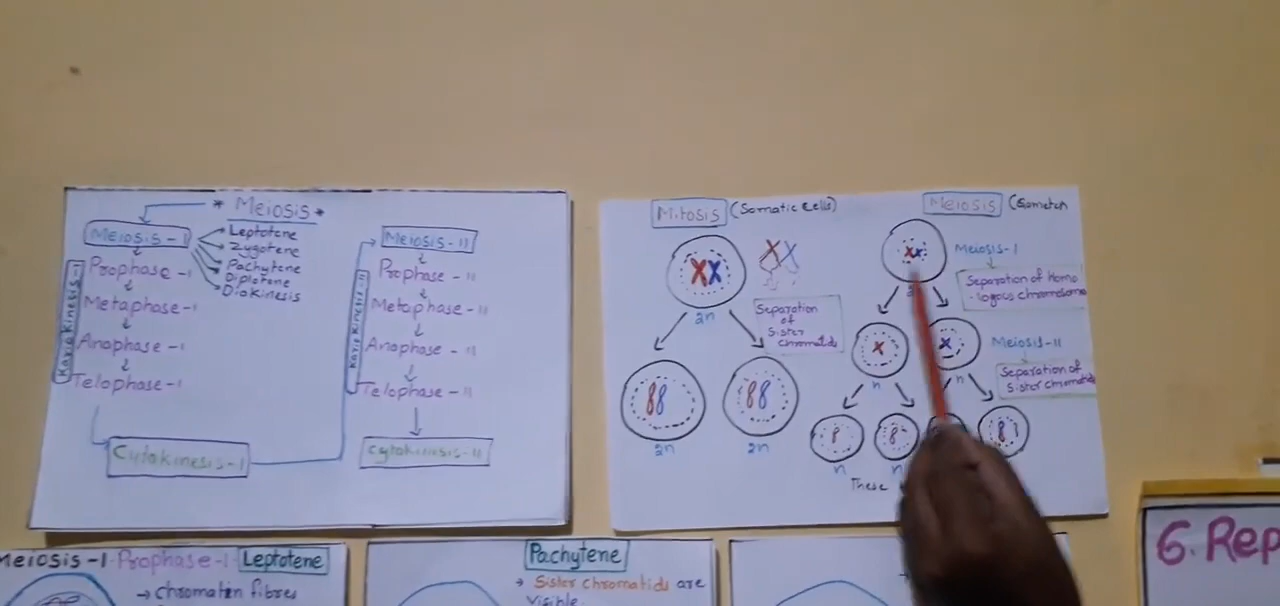 * Meiosis *
Meiosis-I
Leptotene
Zygotene
Pachytene
Diplotene
Diakinesis
Karyokinesis-I
Prophase-I
Metaphase-I
Anaphase-I
Telophase-I
Cytokinesis-I
Meiosis-II
Karyokinesis-II
Prophase-II
Metaphase-II
Anaphase-II
Telophase-II
Cytokinesis-II
Mitosis (Somatic cells)
2n
Separation
of
Sister
chromatids
2n
2n
Meiosis
Meiosis-I
Separation of Homo
-logous chromosome
n
n
Meiosis-II
Separation of
Sister chromatids
n
n
These
Meiosis-I Prophase-I Leptotene
→ chromatin fibres
Pachytene
→ Sister chromatids are
visible
6. Rep